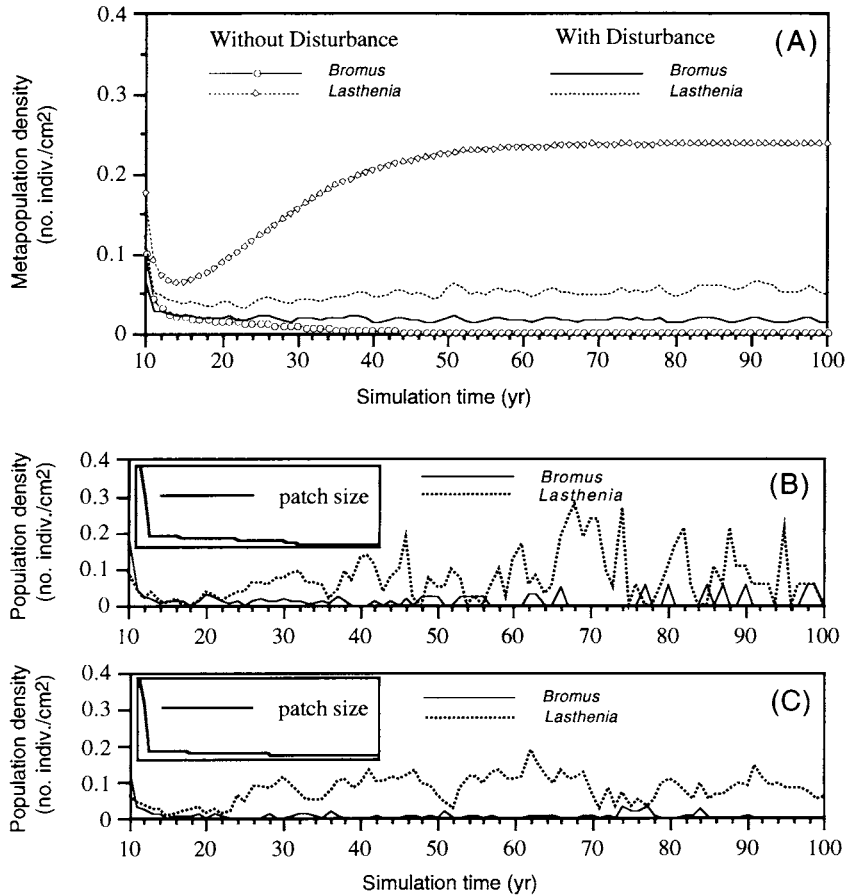 0.4
0.3
0.2
0.1
0
Metapopulation density
(no. indiv./cm2)
Without Disturbance
Bromus
Lasthenia
With Disturbance
Bromus
Lasthenia
(A)
10 20 30 40 50 60 70 80 90 100
Simulation time (yr)
0.4
0.3
0.2
0.1
0
Population density
(no. indiv./cm2)
patch size
Bromus
Lasthenia
(B)
10 20 30 40 50 60 70 80 90 100
0.4
0.3
0.2
0.1
0
Population density
(no. indiv./cm2)
patch size
Bromus
Lasthenia
(C)
10 20 30 40 50 60 70 80 90 100
Simulation time (yr)